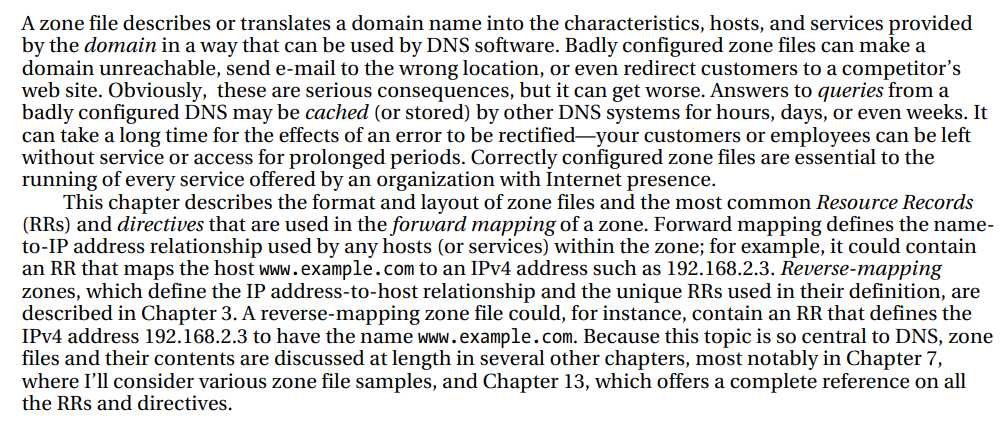 A zone file describes or translates a domain name into the characteristics, hosts, and services provided
by the domain in a way that can be used by DNS software. Badly configured zone files can make a
domain unreachable, send e-mail to the wrong location, or even redirect customers to a competitor's
web site. Obviously,  these are serious consequences, but it can get worse. Answers to queries from a
badly configured DNS may be cached (or stored) by other DNS systems for hours, days, or even weeks. It
can take a long time for the effects of an error to be rectified—your customers or employees can be left
without service or access for prolonged periods. Correctly configured zone files are essential to the
running of every service offered by an organization with Internet presence.
This chapter describes the format and layout of zone files and the most common Resource Records
(RRs) and directives that are used in the forward mapping of a zone. Forward mapping defines the name-
to-IP address relationship used by any hosts (or services) within the zone; for example, it could contain
an RR that maps the host www.example.com to an IPv4 address such as 192.168.2.3. Reverse-mapping
zones, which define the IP address-to-host relationship and the unique RRs used in their definition, are
described in Chapter 3. A reverse-mapping zone file could, for instance, contain an RR that defines the
IPv4 address 192.168.2.3 to have the name www.example.com. Because this topic is so central to DNS, zone
files and their contents are discussed at length in several other chapters, most notably in Chapter 7,
where I'll consider various zone file samples, and Chapter 13, which offers a complete reference on all
the RRs and directives.